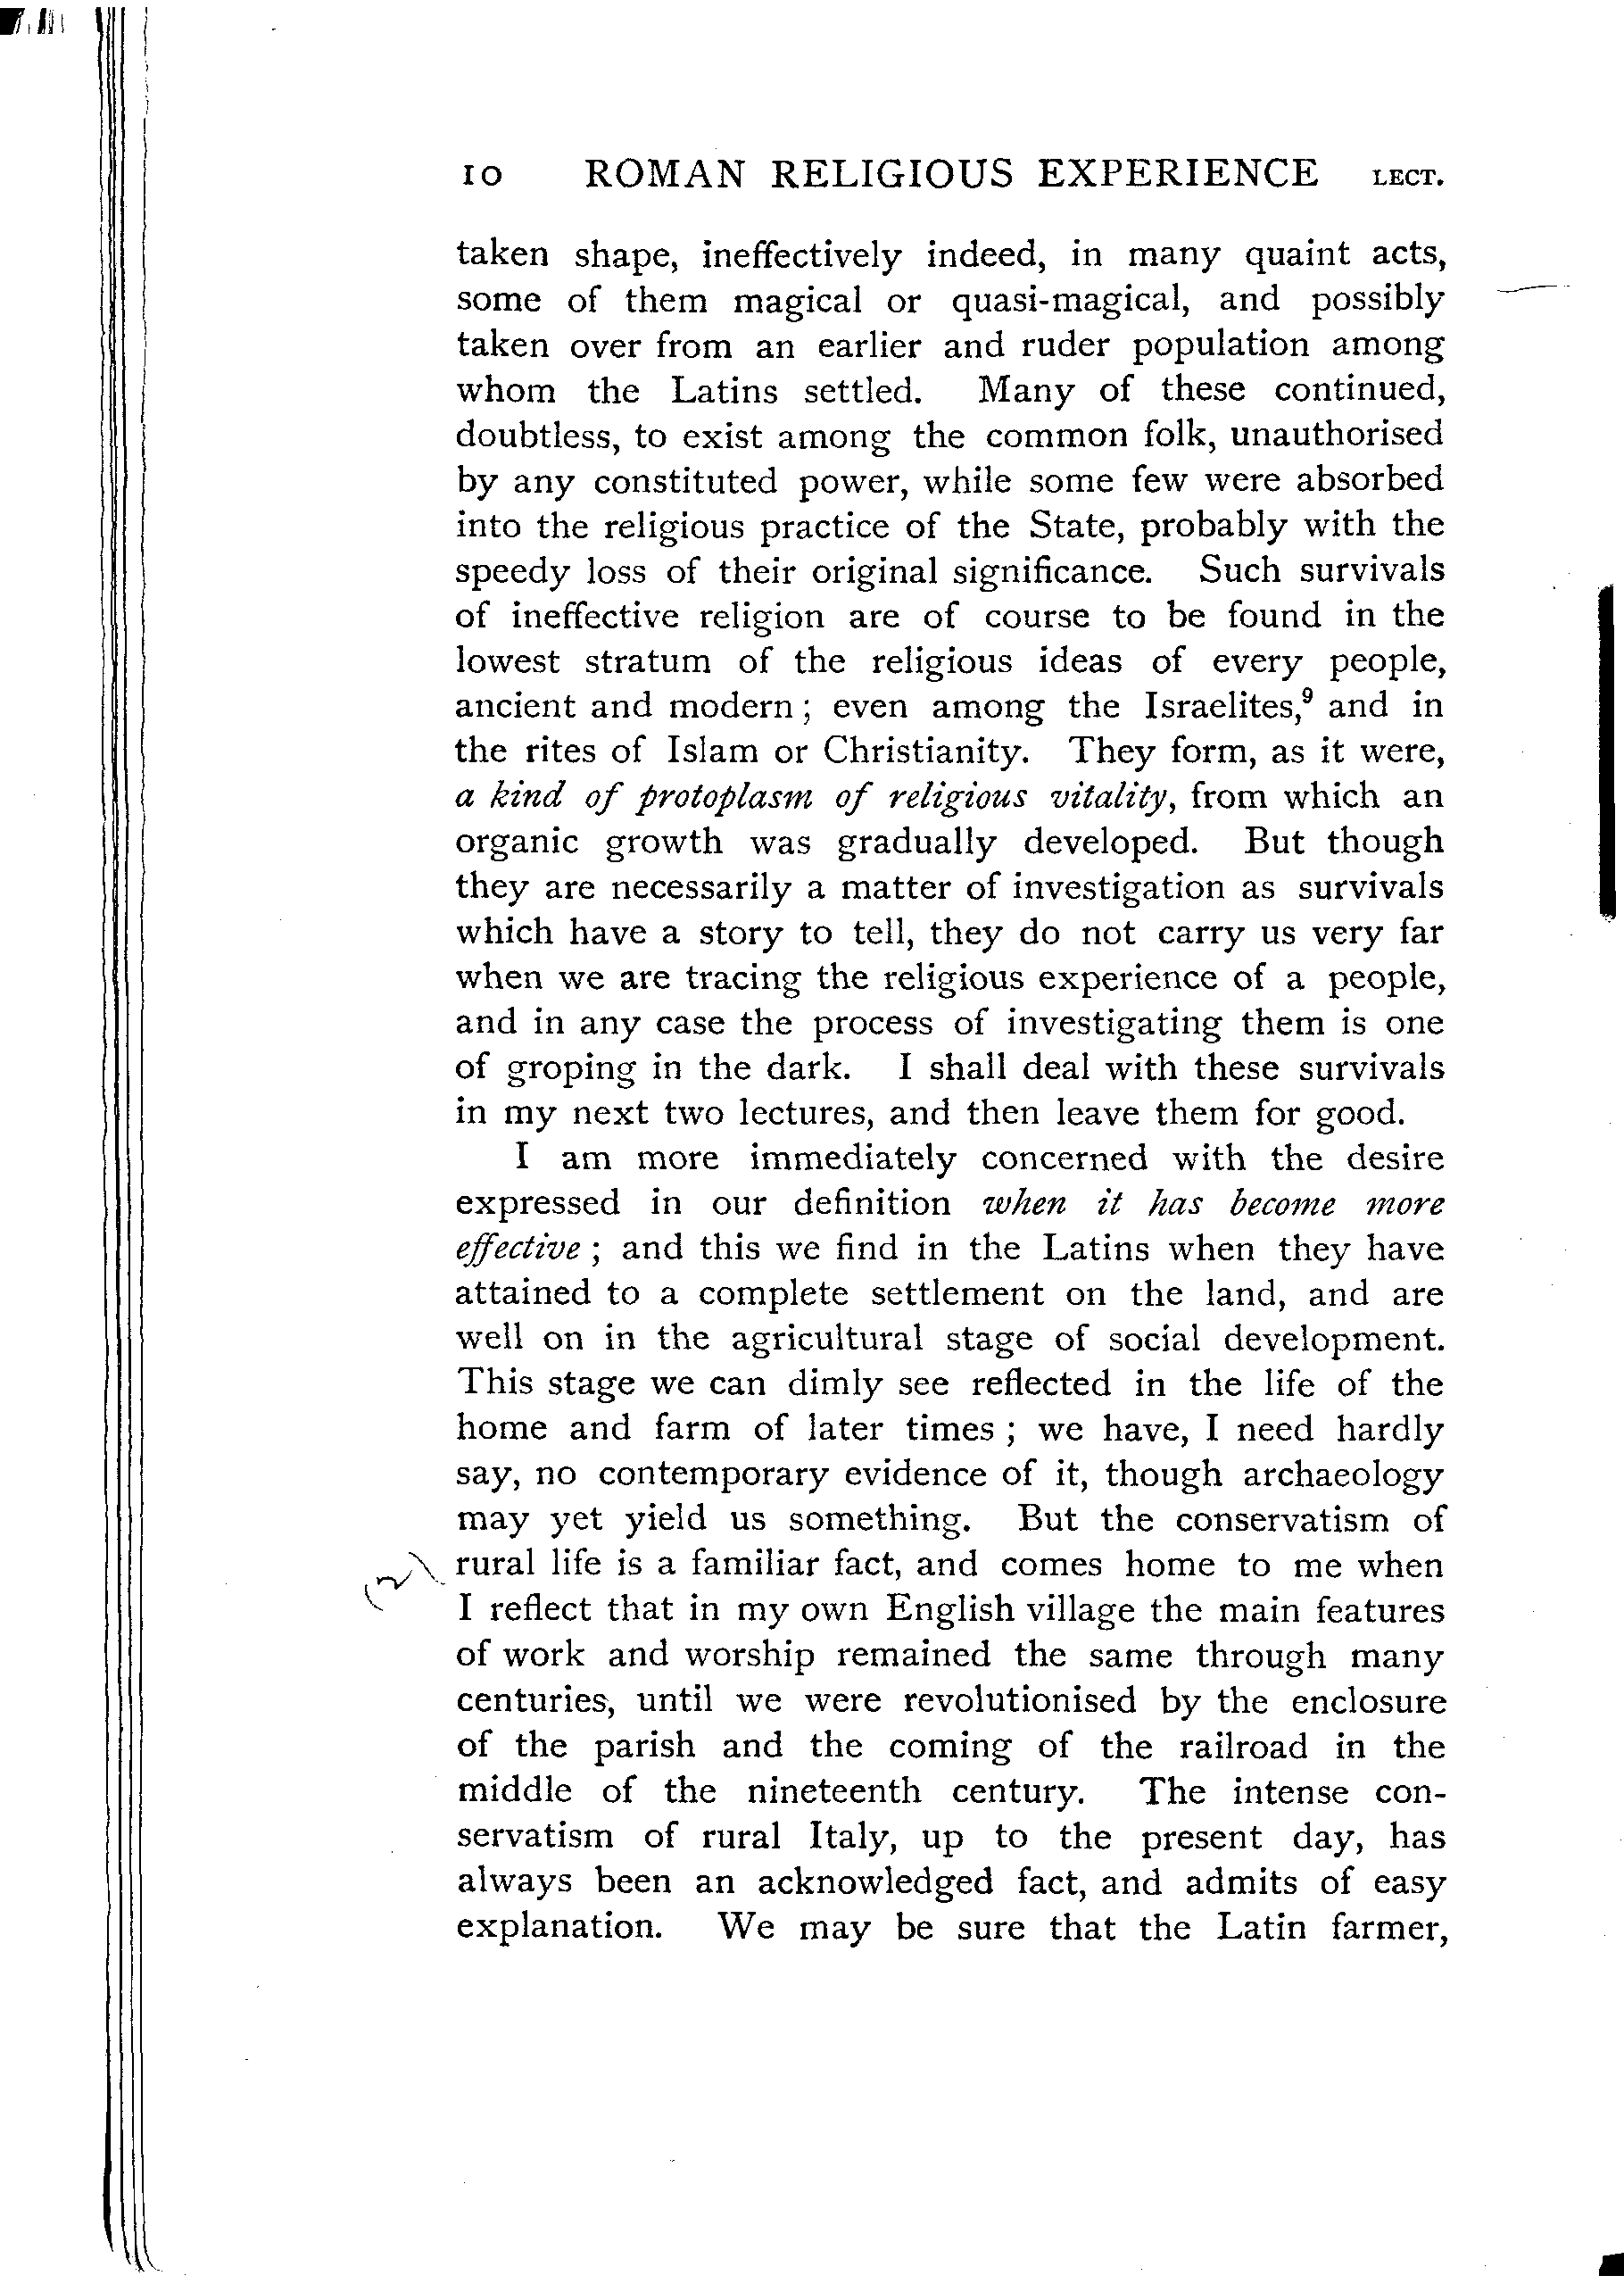 10 ROMAN RELIGIOUS EXPERIENCE LECT.
taken shape, ineffectively indeed, in many quaint acts,
some of them magical or quasi-magical, and possibly
taken over from an earlier and ruder population among
whom the Latins settled. Many of these continued,
doubtless, to exist among the common folk, unauthorised
by any constituted power, while some few were absorbed
into the religious practice of the State, probably with the
speedy loss of their original significance. Such survivals
of ineffective religion are of course to be found in the
lowest stratum of the religious ideas of every people,
ancient and modern; even among the Israelites,⁹ and in
the rites of Islam or Christianity. They form, as it were,
a kind of protoplasm of religious vitality, from which an
organic growth was gradually developed. But though
they are necessarily a matter of investigation as survivals
which have a story to tell, they do not carry us very far
when we are tracing the religious experience of a people,
and in any case the process of investigating them is one
of groping in the dark. I shall deal with these survivals
in my next two lectures, and then leave them for good.
I am more immediately concerned with the desire
expressed in our definition when it has become more
effective; and this we find in the Latins when they have
attained to a complete settlement on the land, and are
well on in the agricultural stage of social development.
This stage we can dimly see reflected in the life of the
home and farm of later times; we have, I need hardly
say, no contemporary evidence of it, though archaeology
may yet yield us something. But the conservatism of
rural life is a familiar fact, and comes home to me when
I reflect that in my own English village the main features
of work and worship remained the same through many
centuries, until we were revolutionised by the enclosure
of the parish and the coming of the railroad in the
middle of the nineteenth century. The intense con-
servatism of rural Italy, up to the present day, has
always been an acknowledged fact, and admits of easy
explanation. We may be sure that the Latin farmer,